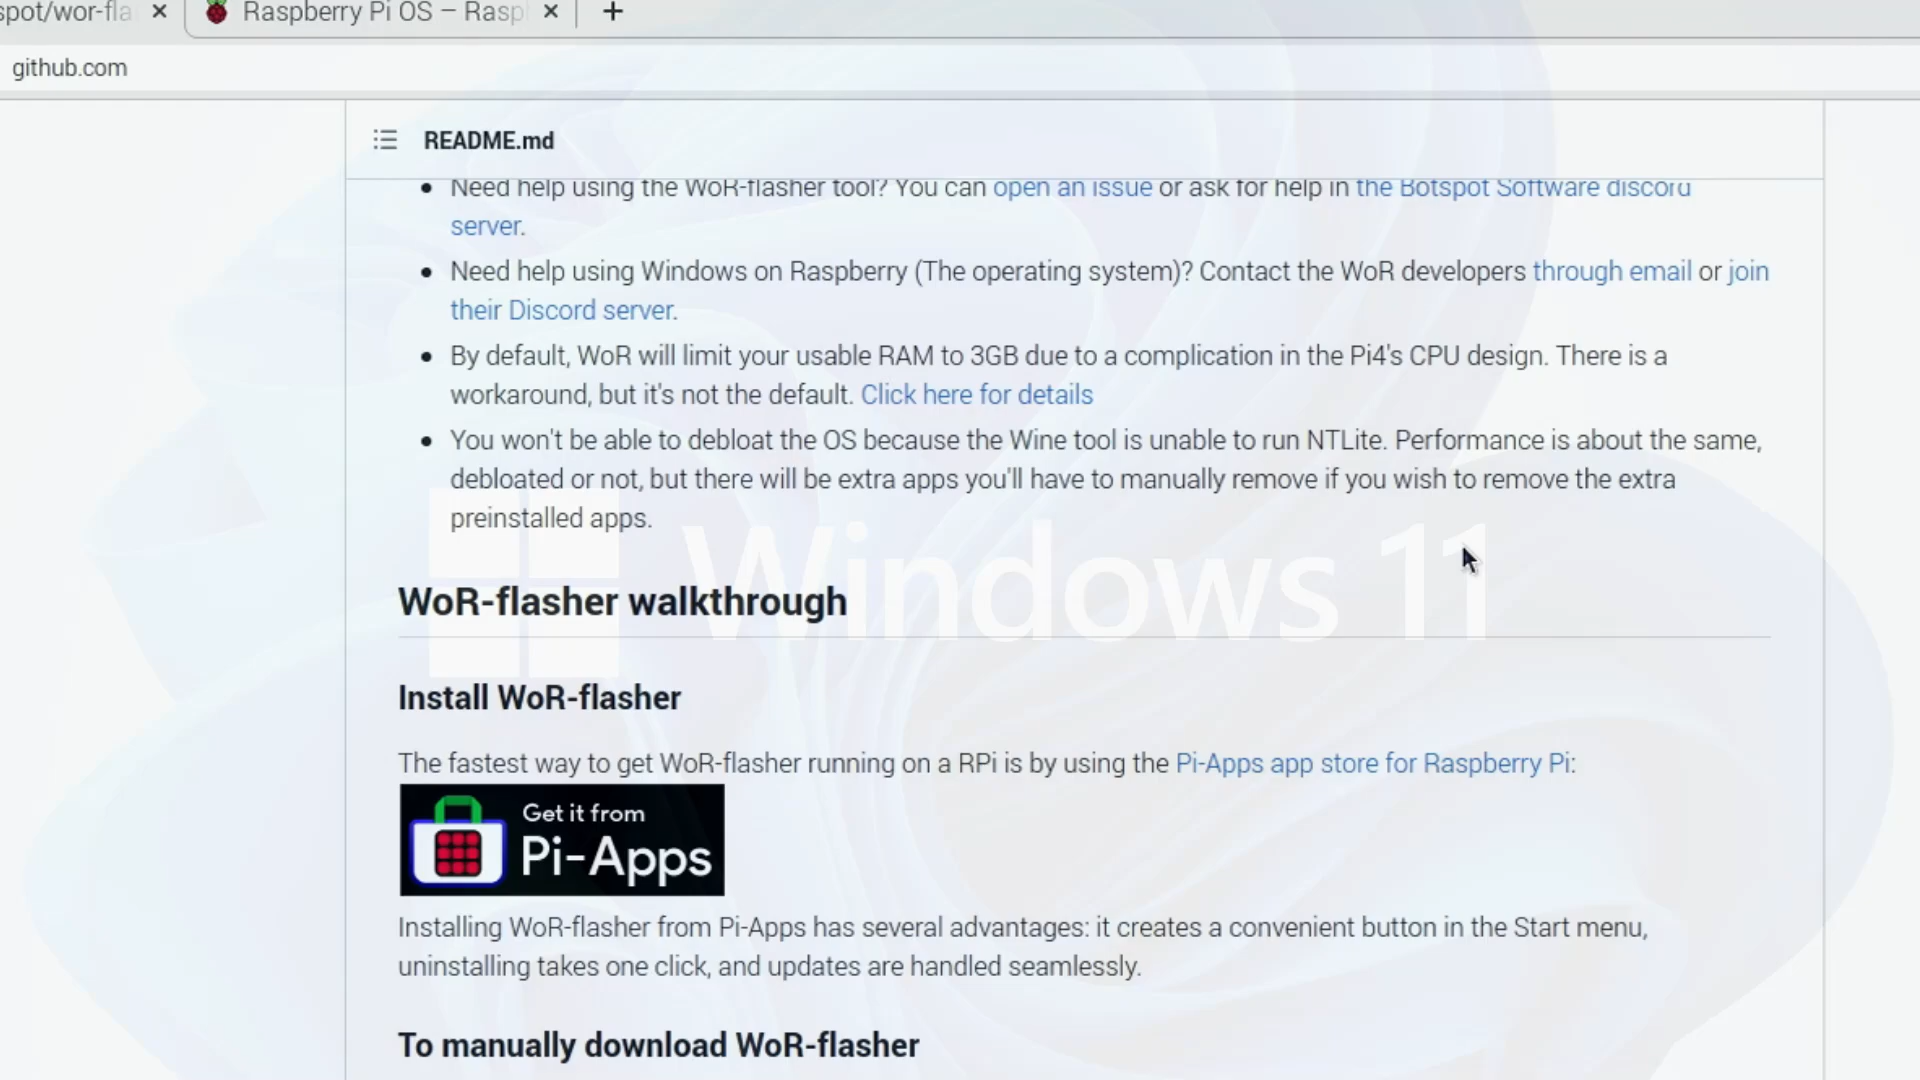 spot/wor-fla
Raspberry Pi OS – Rasp
github.com
README.md
Need help using the WoR-flasher tool? You can open an issue or ask for help in the Botspot Software discord
server.
Need help using Windows on Raspberry (The operating system)? Contact the WoR developers through email or join
their Discord server.
By default, WoR will limit your usable RAM to 3GB due to a complication in the Pi4's CPU design. There is a
workaround, but it's not the default. Click here for details
You won't be able to debloat the OS because the Wine tool is unable to run NTLite. Performance is about the same,
debloated or not, but there will be extra apps you'll have to manually remove if you wish to remove the extra
preinstalled apps.
Windows 11
WoR-flasher walkthrough
Install WoR-flasher
The fastest way to get WoR-flasher running on a RPi is by using the Pi-Apps app store for Raspberry Pi:
Get it from
Pi-Apps
Installing WoR-flasher from Pi-Apps has several advantages: it creates a convenient button in the Start menu,
uninstalling takes one click, and updates are handled seamlessly.
To manually download WoR-flasher